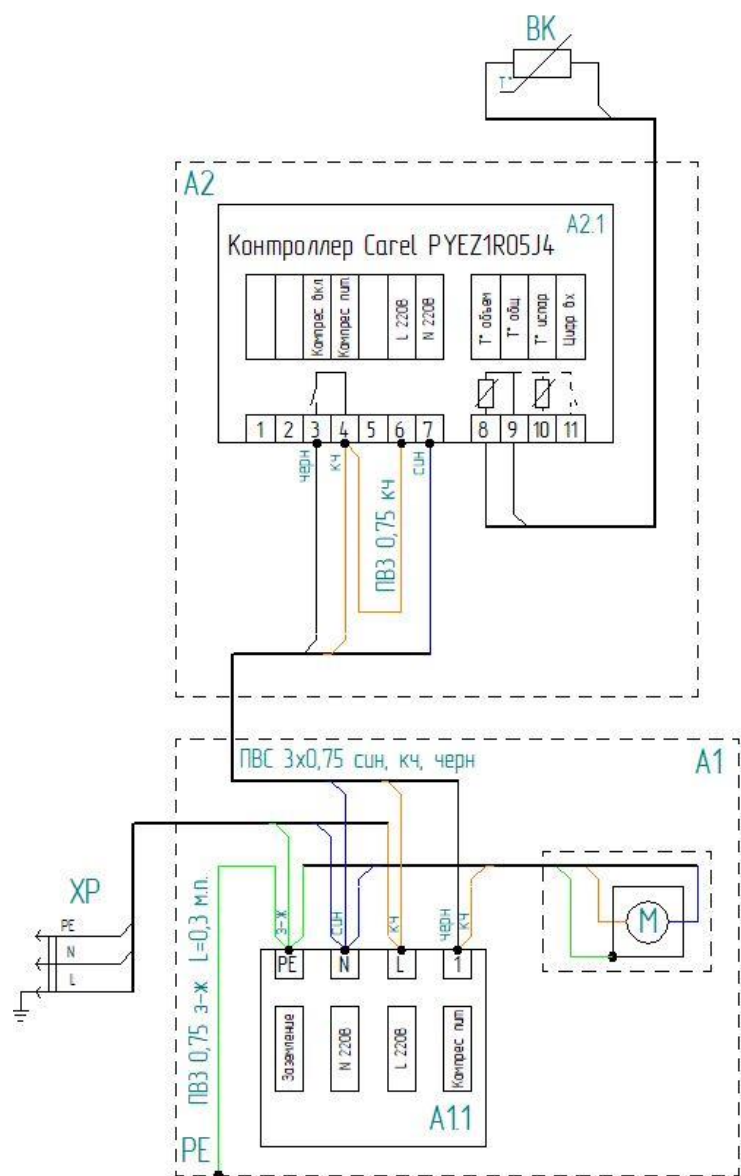 BK
T°
A2
A2.1
Контроллер Carel PYEZ1R05J4
Компрес вкл
Компрес пит.
L 220В
N 220В
T° объем
T° общ
T° испар
Цифр вх
1 2 3 4 5 6 7 8 9 10 11
черн
кч
ПВ3 0,75 кч
син
ПВС 3х0,75 син, кч, черн
A1
XP
PE
N
L
ПВ3 0,75 з-ж L=0,3 м.п.
з-ж
син
кч
черн
кч
M
PE N L 1
Заземление
N 220В
L 220В
Компрес пит
A1.1
PE